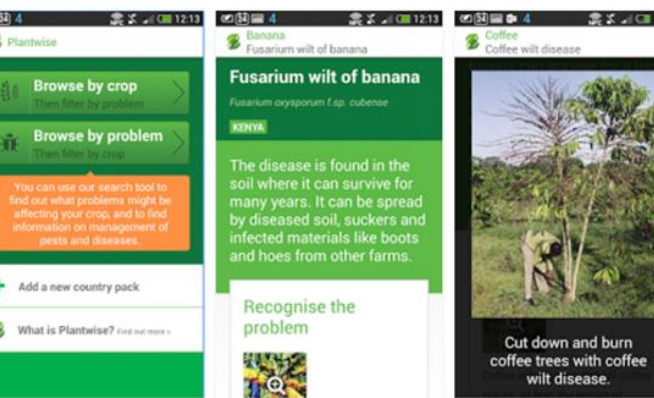 4
12:13
Plantwise
Browse by crop
Then filter by problem
Browse by problem
Then filter by crop
You can use our search tool to
find out what problems might be
affecting your crop, and to find
information on management of
pests and diseases.
Add a new country pack
What is Plantwise? Find out more »
4
12:13
Banana
Fusarium wilt of banana
Fusarium wilt of banana
Fusarium oxysporum f.sp. cubense
KENYA
The disease is found in the
soil where it can survive for
many years. It can be spread
by diseased soil, suckers and
infected materials like boots
and hoes from other farms.
Recognise the
problem
4
Coffee
Coffee wilt disease
Cut down and burn
coffee trees with coffee
wilt disease.